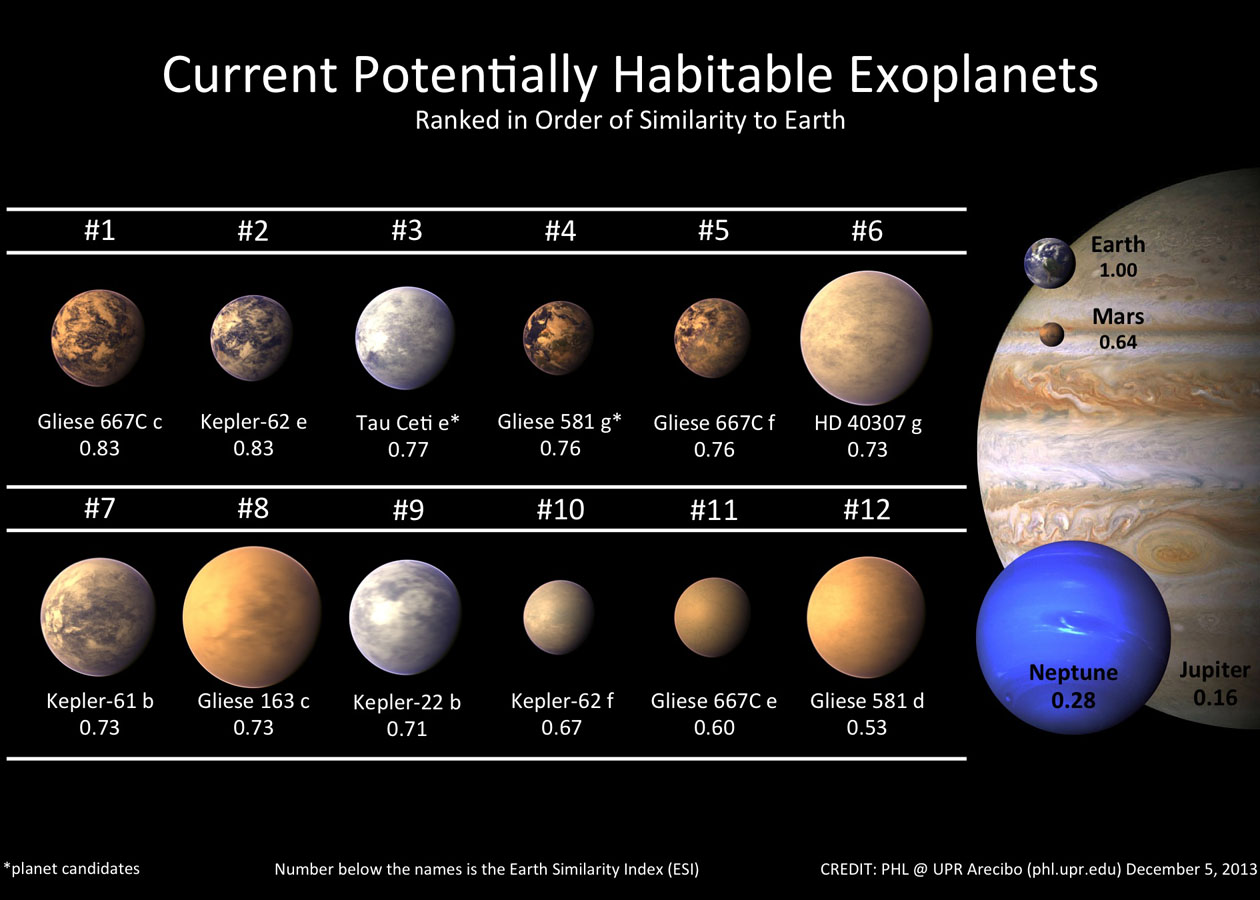 Current Potentially Habitable Exoplanets
Ranked in Order of Similarity to Earth
#1 #2 #3 #4 #5 #6
Gliese 667C c Kepler-62 e Tau Ceti e* Gliese 581 g* Gliese 667C f HD 40307 g
0.83 0.83 0.77 0.76 0.76 0.73
#7 #8 #9 #10 #11 #12
Kepler-61 b Gliese 163 c Kepler-22 b Kepler-62 f Gliese 667C e Gliese 581 d
0.73 0.73 0.71 0.67 0.60 0.53
Earth
1.00
Mars
0.64
Neptune
0.28
Jupiter
0.16
*planet candidates
Number below the names is the Earth Similarity Index (ESI)
CREDIT: PHL @ UPR Arecibo (phl.upr.edu) December 5, 2013